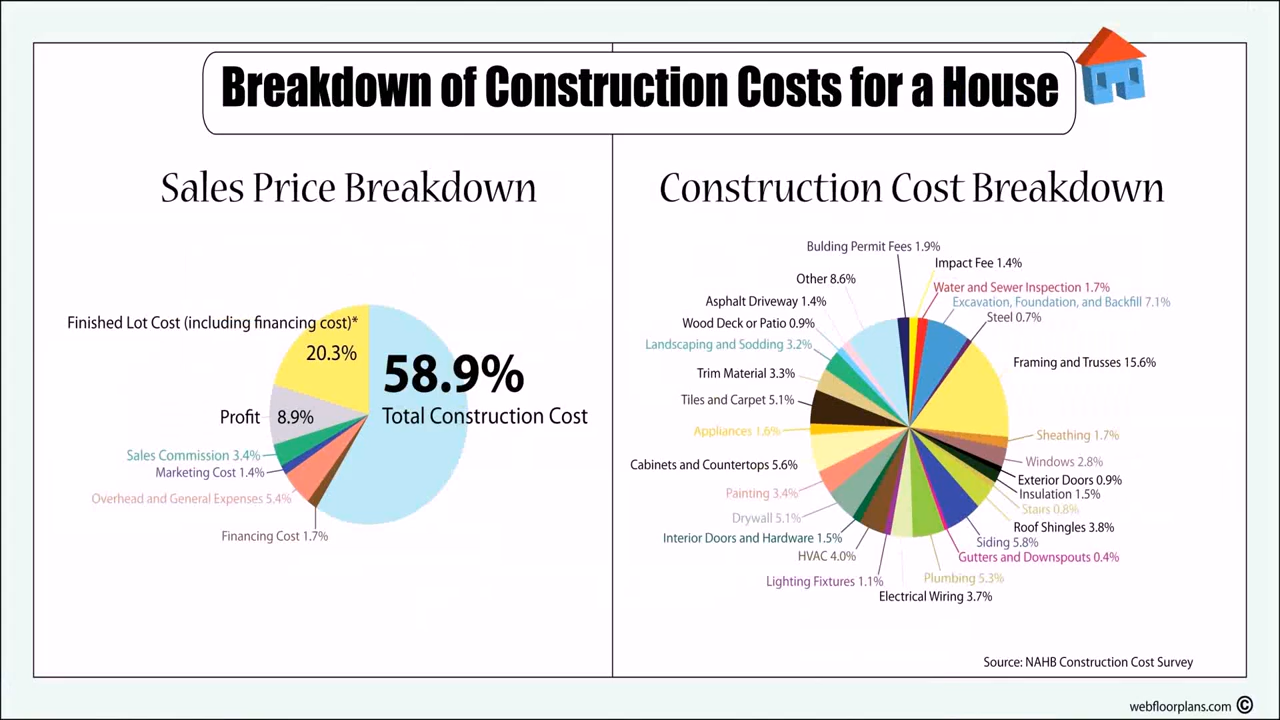 Breakdown of Construction Costs for a House
Sales Price Breakdown
Finished Lot Cost (including financing cost)*
20.3%
58.9%
Total Construction Cost
Profit 8.9%
Sales Commission 3.4%
Marketing Cost 1.4%
Overhead and General Expenses 5.4%
Financing Cost 1.7%
Construction Cost Breakdown
Bulding Permit Fees 1.9%
Impact Fee 1.4%
Other 8.6%
Water and Sewer Inspection 1.7%
Asphalt Driveway 1.4%
Excavation, Foundation, and Backfill 7.1%
Wood Deck or Patio 0.9%
Steel 0.7%
Landscaping and Sodding 3.2%
Framing and Trusses 15.6%
Trim Material 3.3%
Tiles and Carpet 5.1%
Appliances 1.6%
Sheathing 1.7%
Cabinets and Countertops 5.6%
Windows 2.8%
Exterior Doors 0.9%
Painting 3.4%
Insulation 1.5%
Stairs 0.8%
Drywall 5.1%
Roof Shingles 3.8%
Interior Doors and Hardware 1.5%
Siding 5.8%
HVAC 4.0%
Gutters and Downspouts 0.4%
Lighting Fixtures 1.1%
Plumbing 5.3%
Electrical Wiring 3.7%
Source: NAHB Construction Cost Survey
webfloorplans.com ©